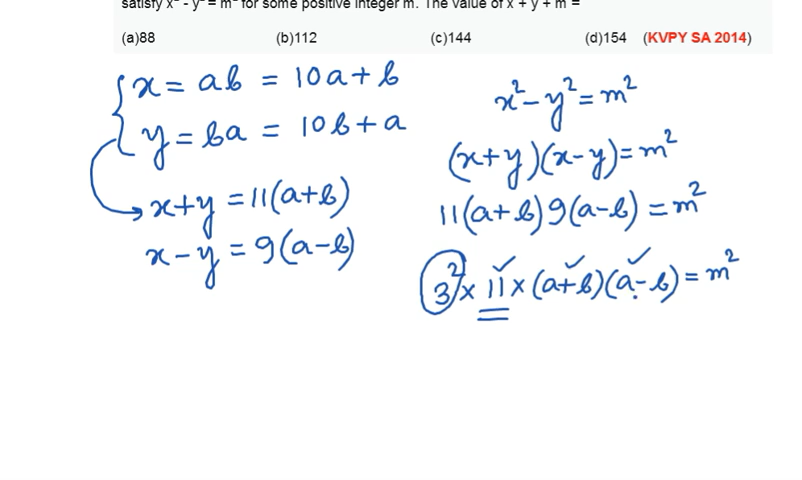 satisfy x² - y² = m² for some positive integer m. The value of x + y + m =
(a)88 (b)112 (c)144 (d)154 (KVPY SA 2014)
x = ab = 10a + b
y = ba = 10b + a
x+y = 11(a+b)
x - y = 9(a-b)
x² - y² = m²
(x+y)(x-y) = m²
11(a+b)9(a-b) = m²
3² × 11 × (a+b)(a-b) = m²